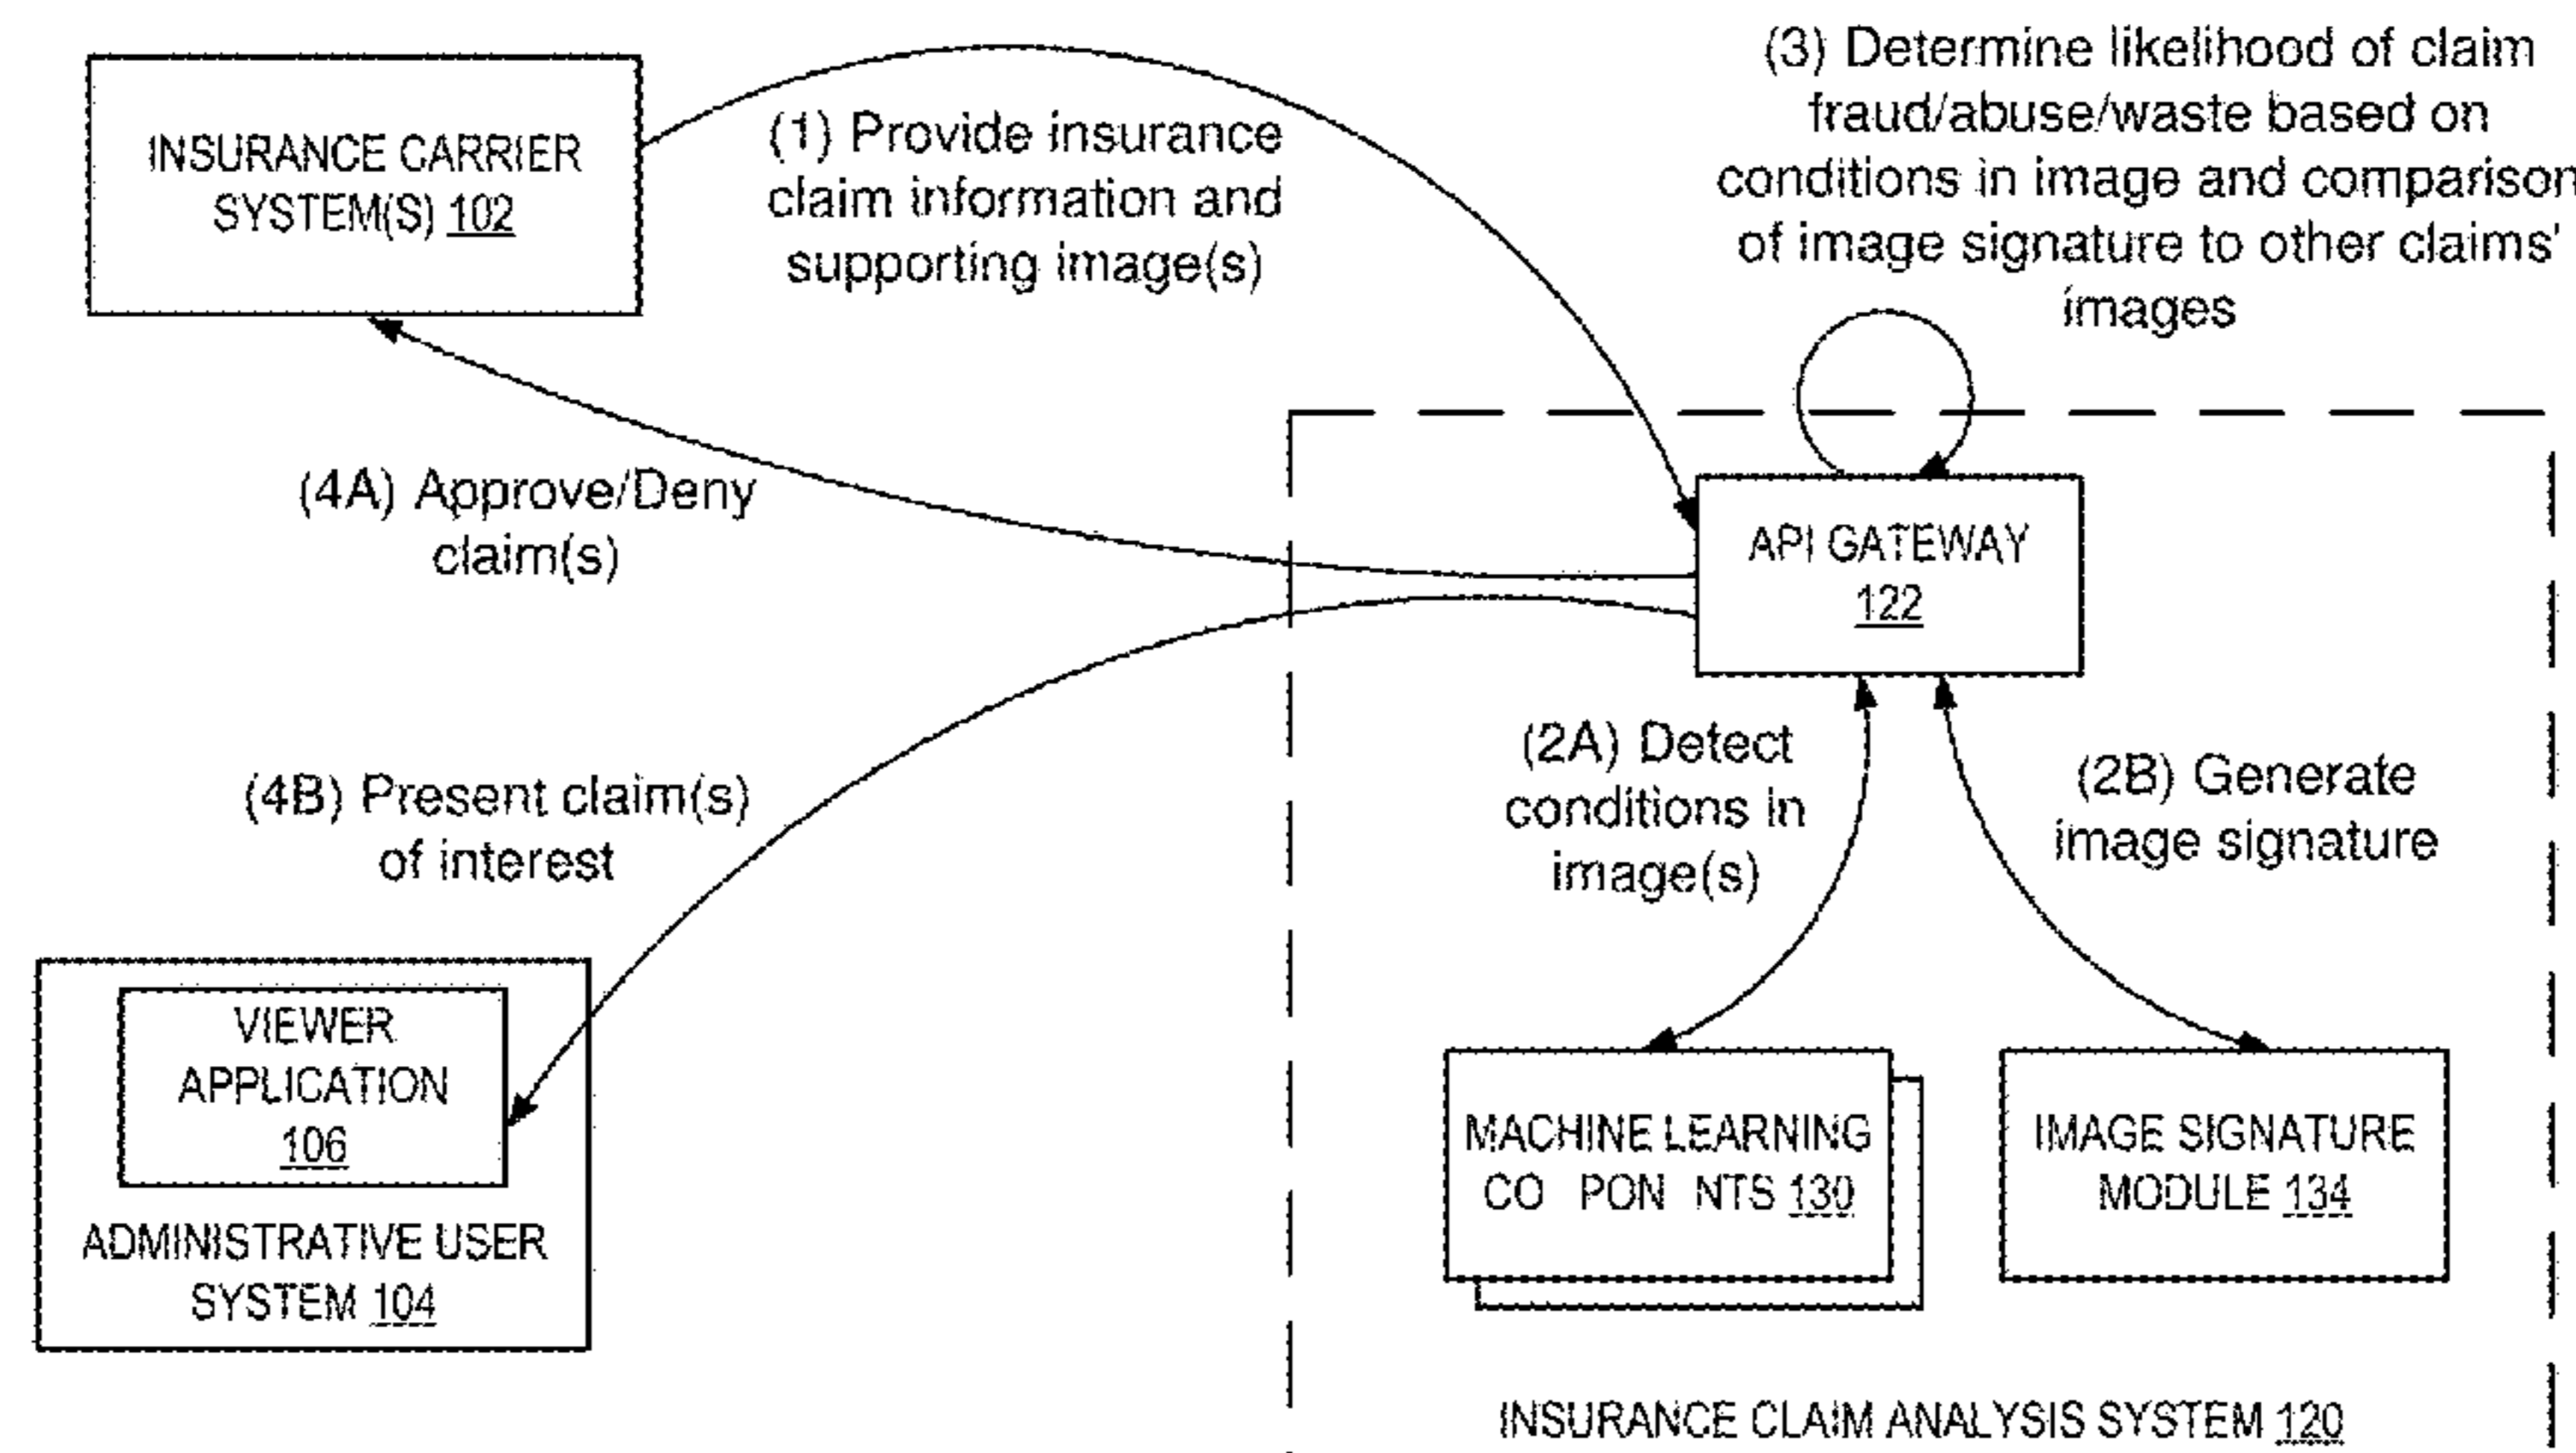 INSURANCE CARRIER
SYSTEM(S) 102
(1) Provide insurance
claim information and
supporting image(s)
(3) Determine likelihood of claim
fraud/abuse/waste based on
conditions in image and comparison
of image signature to other claims'
images
(4A) Approve/Deny
claim(s)
API GATEWAY
122
(4B) Present claim(s)
of interest
(2A) Detect
conditions in
image(s)
(2B) Generate
image signature
VIEWER
APPLICATION
106
ADMINISTRATIVE USER
SYSTEM 104
MACHINE LEARNING
CO PON NTS 130
IMAGE SIGNATURE
MODULE 134
INSURANCE CLAIM ANALYSIS SYSTEM 120